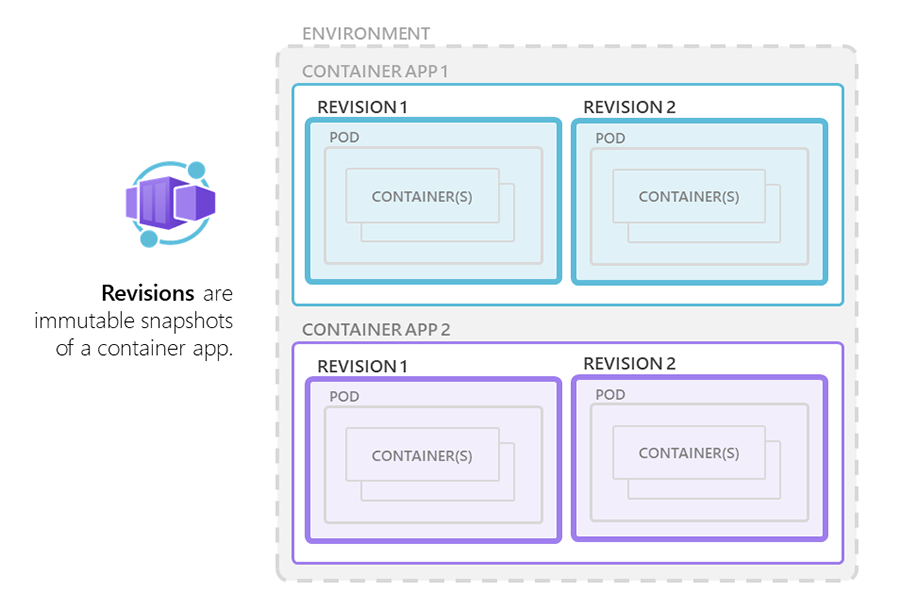 ENVIRONMENT
CONTAINER APP 1
REVISION 1
POD
CONTAINER(S)
REVISION 2
POD
CONTAINER(S)
Revisions are
immutable snapshots
of a container app.
CONTAINER APP 2
REVISION 1
POD
CONTAINER(S)
REVISION 2
POD
CONTAINER(S)